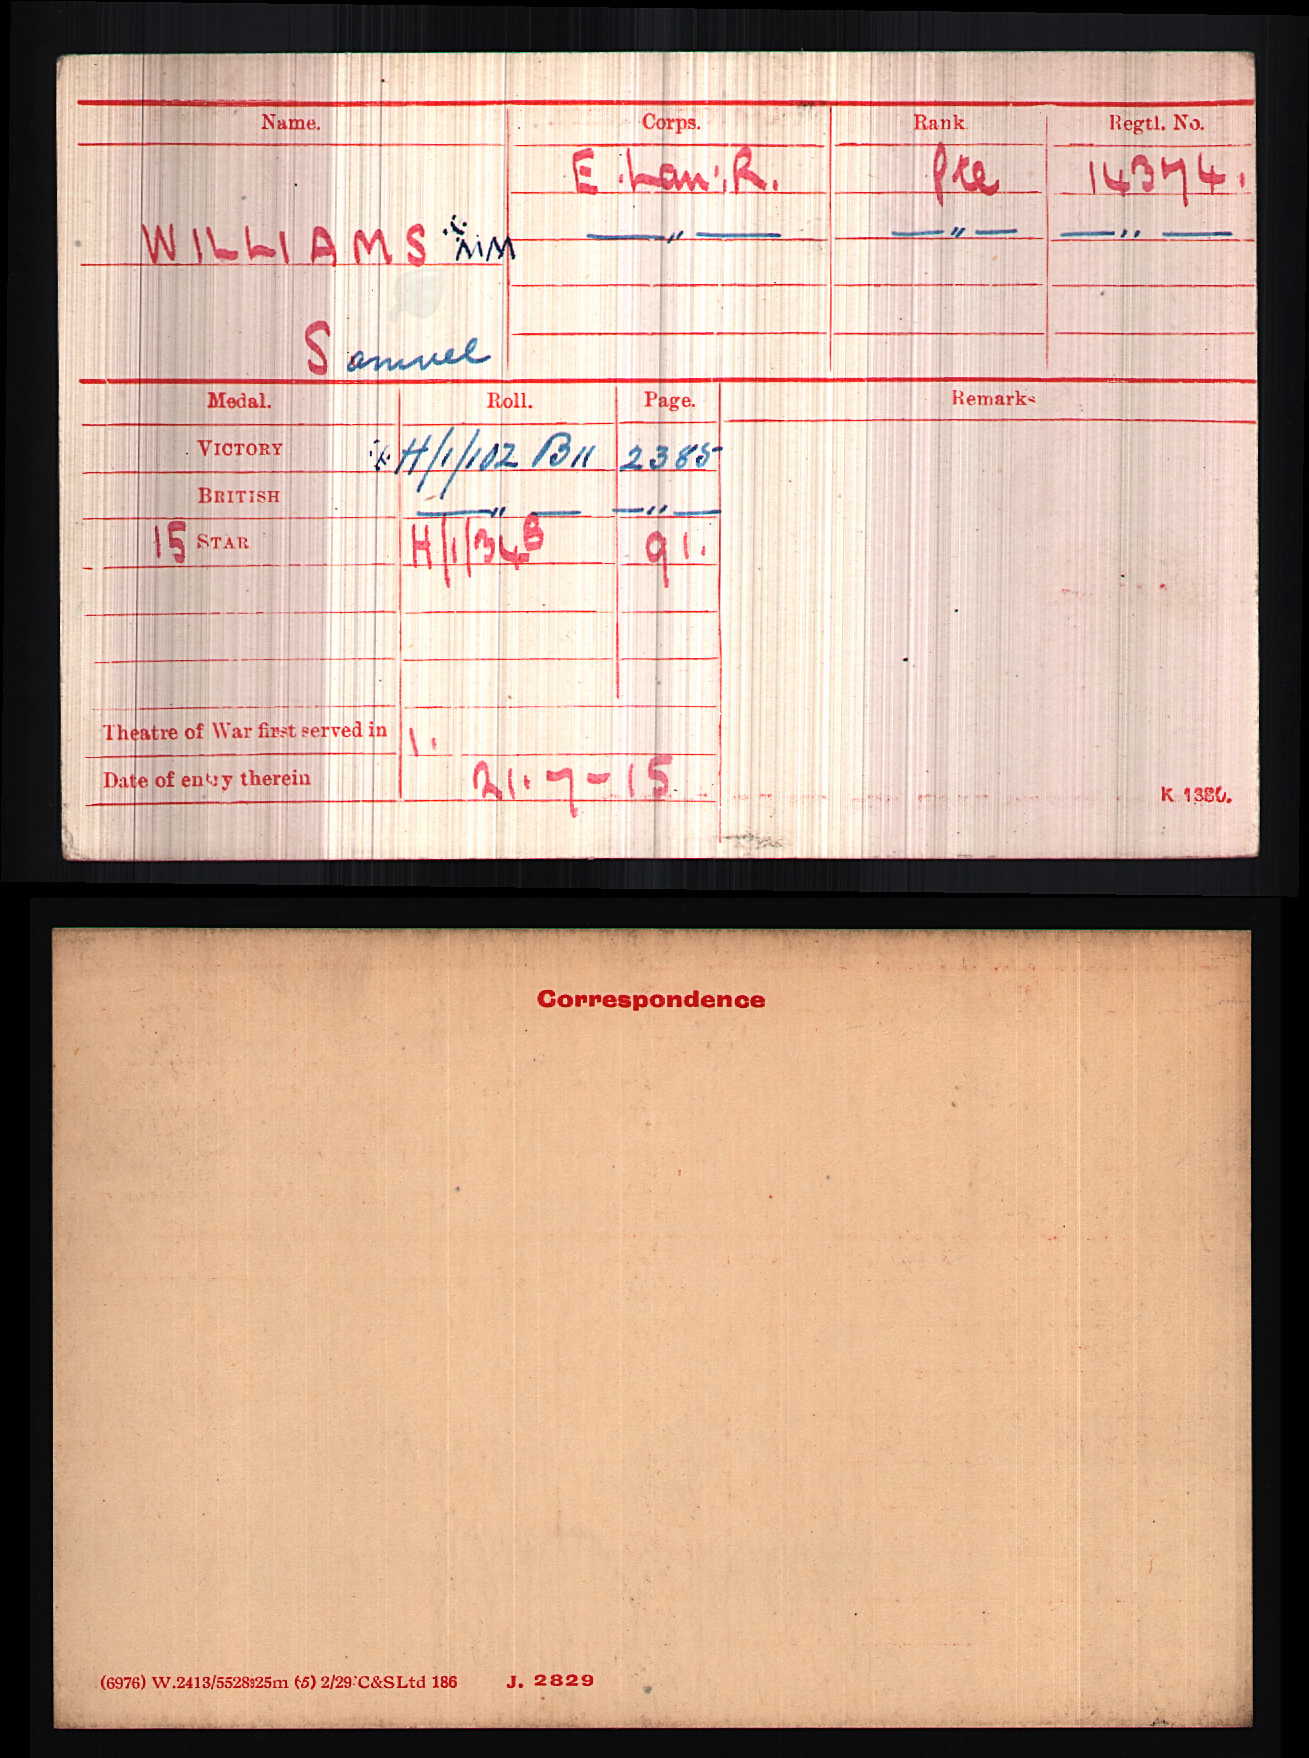 Name. Corps. Rank Regtl. No.
E. Lan: R. Pte 14374.
WILLIAMS * MM —"— —"— —"—
Samuel
Medal. Roll. Page. Remarks
VICTORY * H/1/102 B11 2385
BRITISH —"— —"—
15 STAR H/1/34B 91.
Theatre of War first served in 1.
Date of entry therein 21.7-15
K 1380.
Correspondence
(6976) W.2413/5528 25m (5) 2/29 C&S Ltd 186 J. 2829